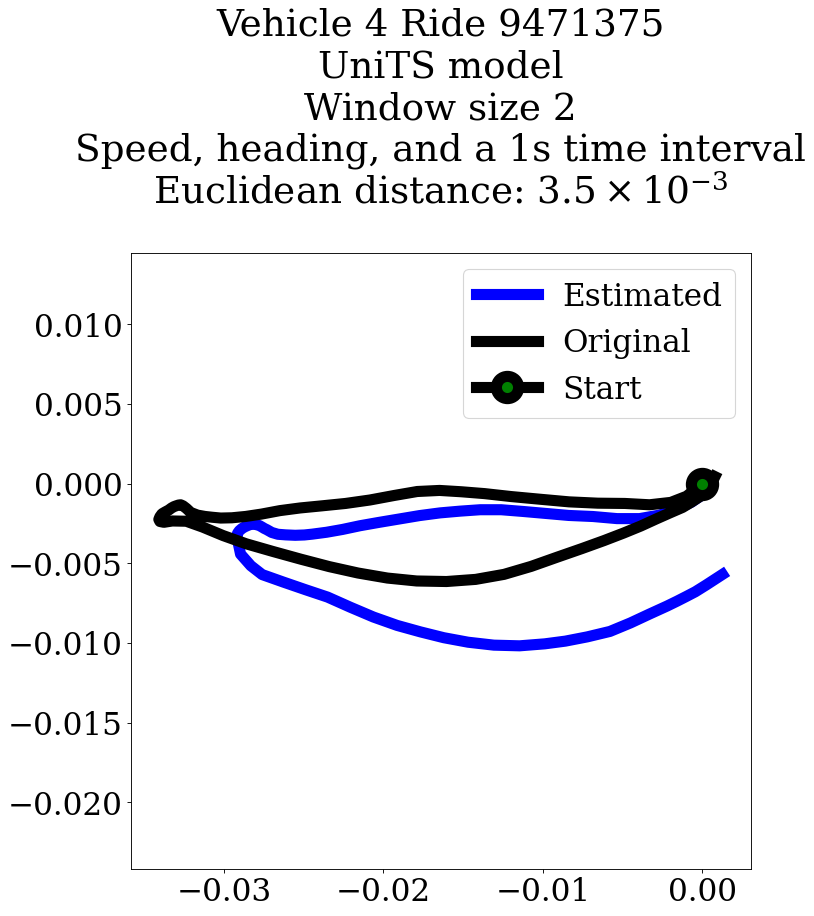 Vehicle 4 Ride 9471375
UniTS model
Window size 2
Speed, heading, and a 1s time interval
Euclidean distance: 3.5 × 10⁻³
Estimated
Original
Start
0.010
0.005
0.000
−0.005
−0.010
−0.015
−0.020
−0.03
−0.02
−0.01
0.00